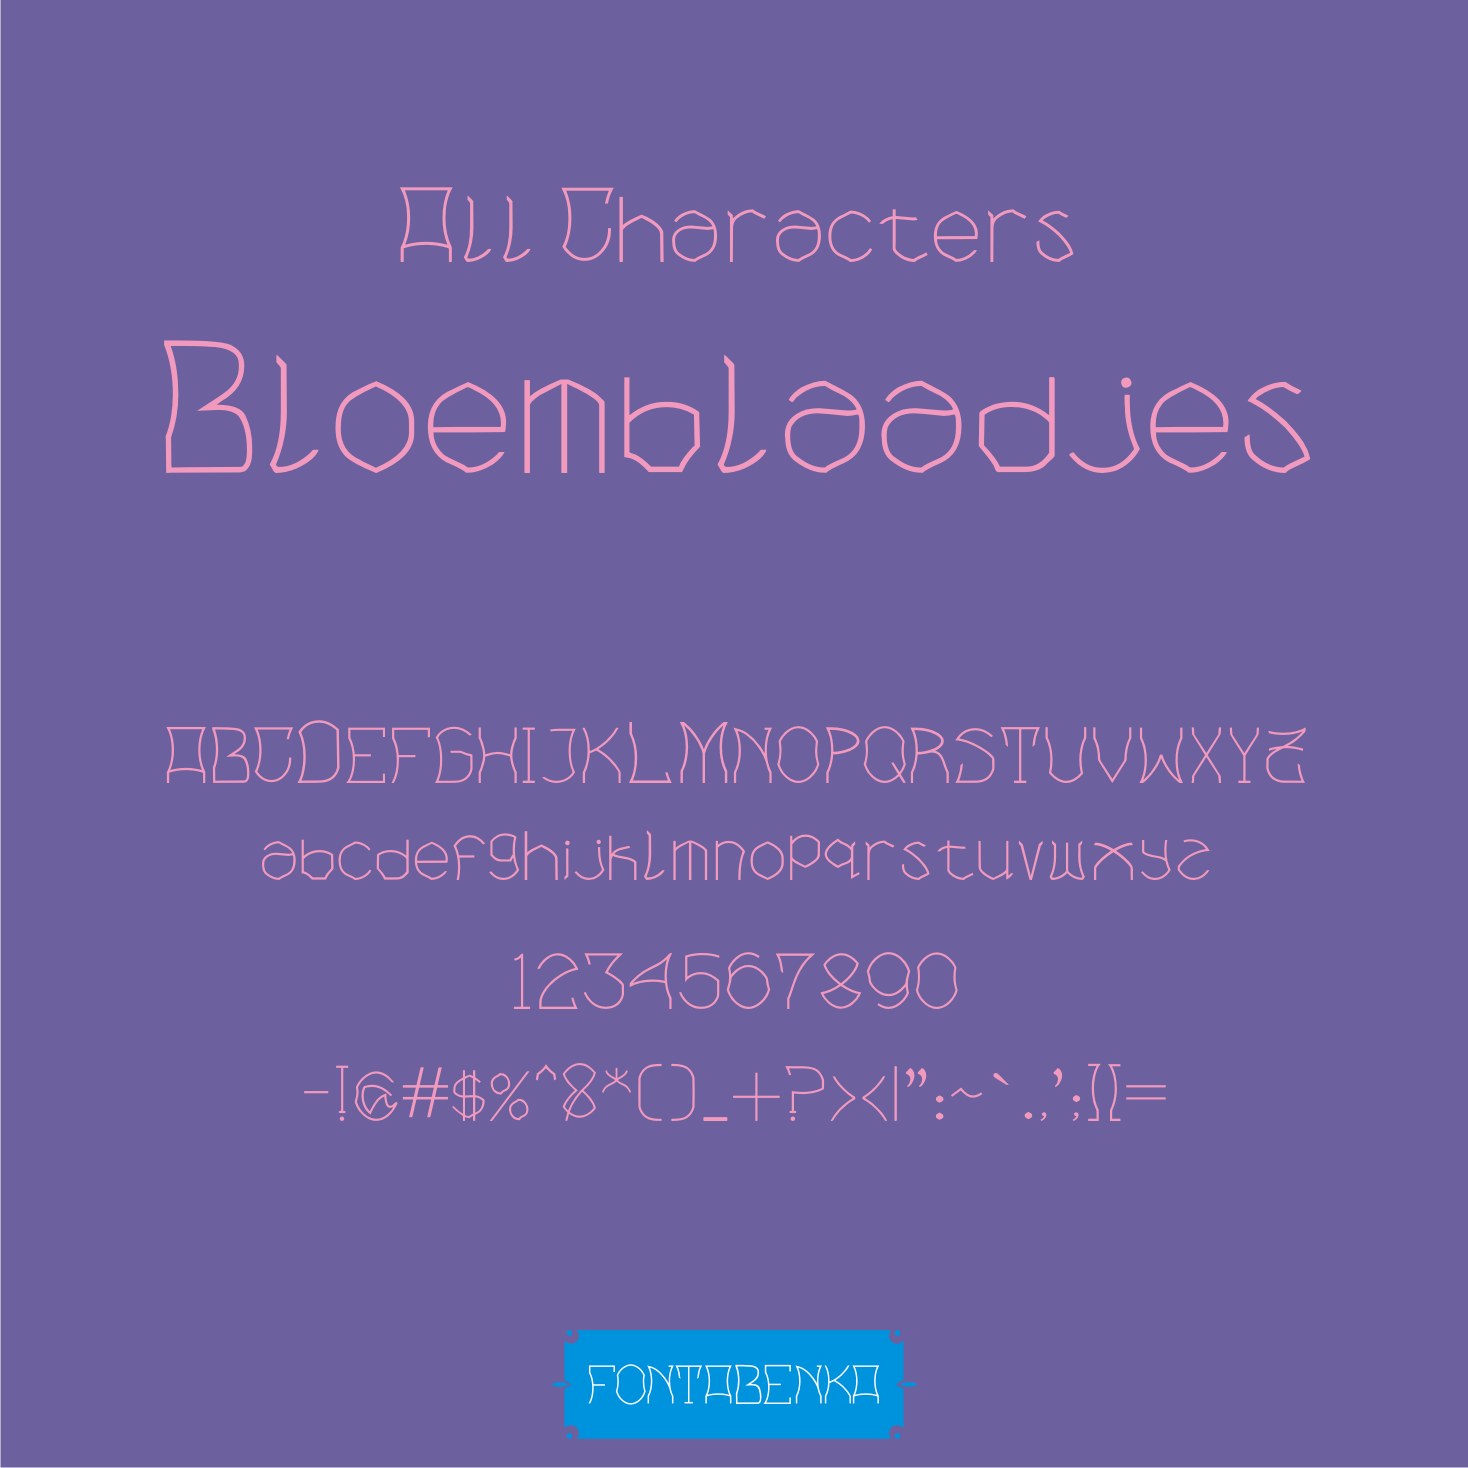 All Characters
Bloemblaadjes
ABCDEFGHIJKLMNOPQRSTUVWXYZ
abcdefghijklmnopqrstuvwxyz
1234567890
-!@#$%^&*()_+?><|”:~`.,’;[]=
FONTABENKA